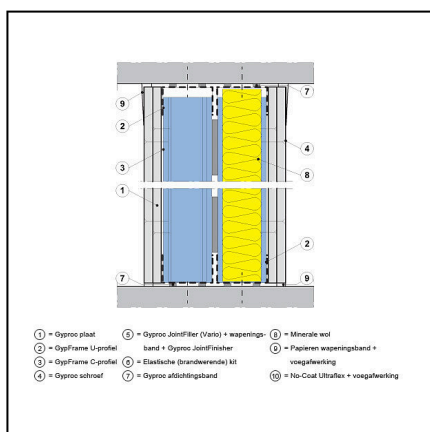 7
9
2
4
3
8
1
2
7
9
1 = Gyproc plaat
2 = GypFrame U-profiel
3 = GypFrame C-profiel
4 = Gyproc schroef
5 = Gyproc JointFiller (Vario) + wapenings-
band + Gyproc JointFinisher
6 = Elastische (brandwerende) kit
7 = Gyproc afdichtingsband
8 = Minerale wol
9 = Papieren wapeningsband +
voegafwerking
10 = No-Coat Ultraflex + voegafwerking